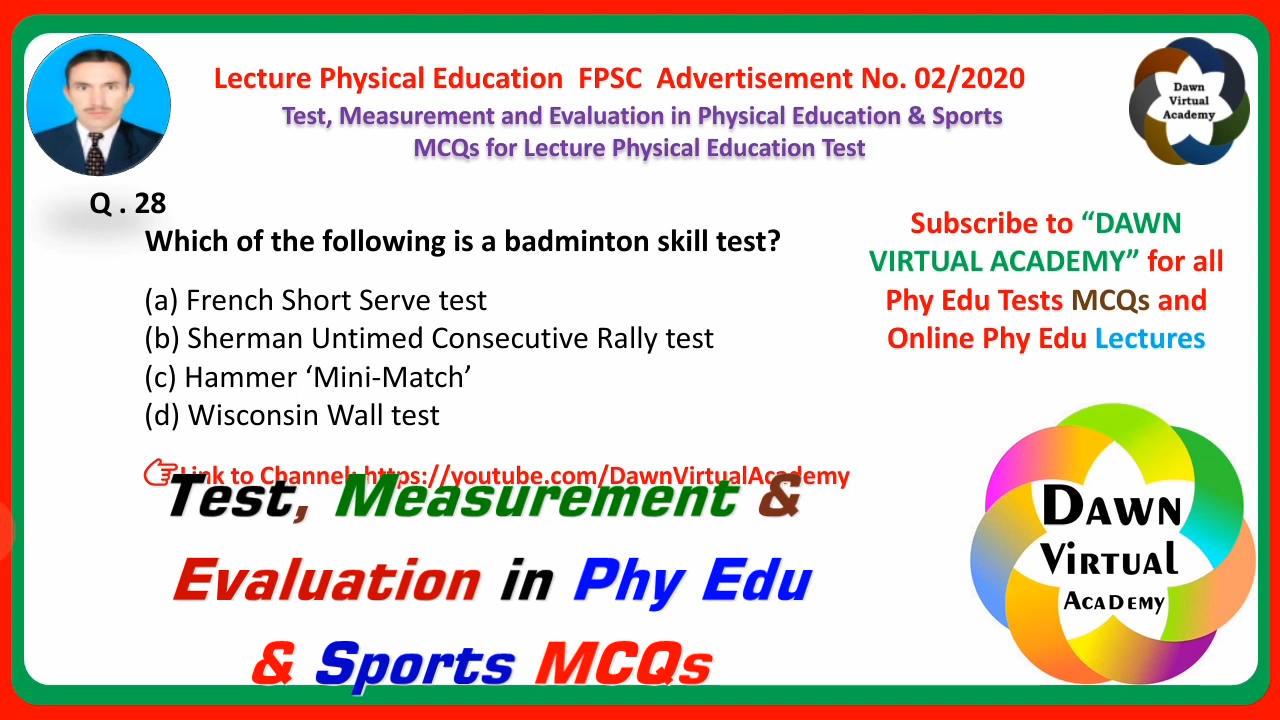 Lecture Physical Education FPSC Advertisement No. 02/2020
Test, Measurement and Evaluation in Physical Education & Sports
MCQs for Lecture Physical Education Test
Dawn
Virtual
Academy
Q . 28
Which of the following is a badminton skill test?
(a) French Short Serve test
(b) Sherman Untimed Consecutive Rally test
(c) Hammer ‘Mini-Match’
(d) Wisconsin Wall test
Subscribe to “DAWN
VIRTUAL ACADEMY” for all
Phy Edu Tests MCQs and
Online Phy Edu Lectures
Link to Channel: https://youtube.com/DawnVirtualAcademy
Test, Measurement &
Evaluation in Phy Edu
& Sports MCQs
DAWN
VIRTUAL
ACADEMY